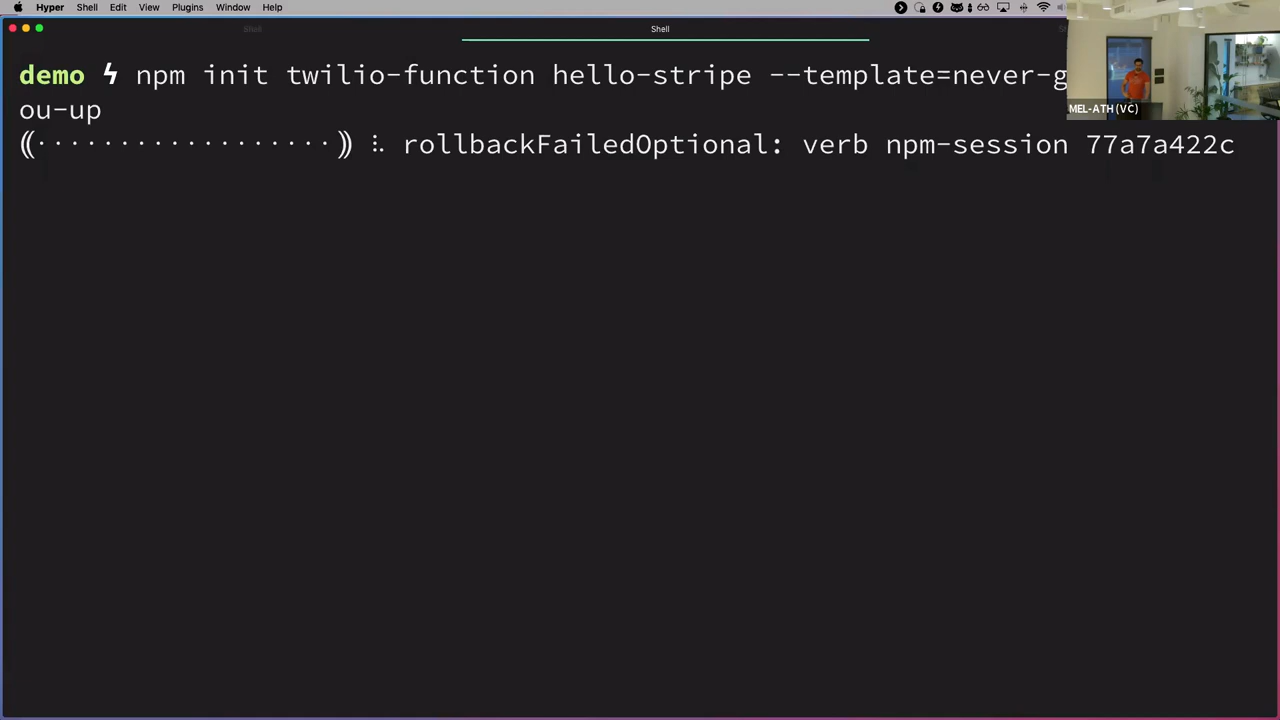 Hyper Shell Edit View Plugins Window Help
Shell Shell
demo npm init twilio-function hello-stripe --template=never-g
ou-up
((··················)) ⠧ rollbackFailedOptional: verb npm-session 77a7a422c
MEL-ATH (VC)